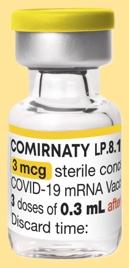 COMIRNATY LP.8.1
3 mcg sterile conc
COVID-19 mRNA Vacc
3 doses of 0.3 mL after
Discard time: